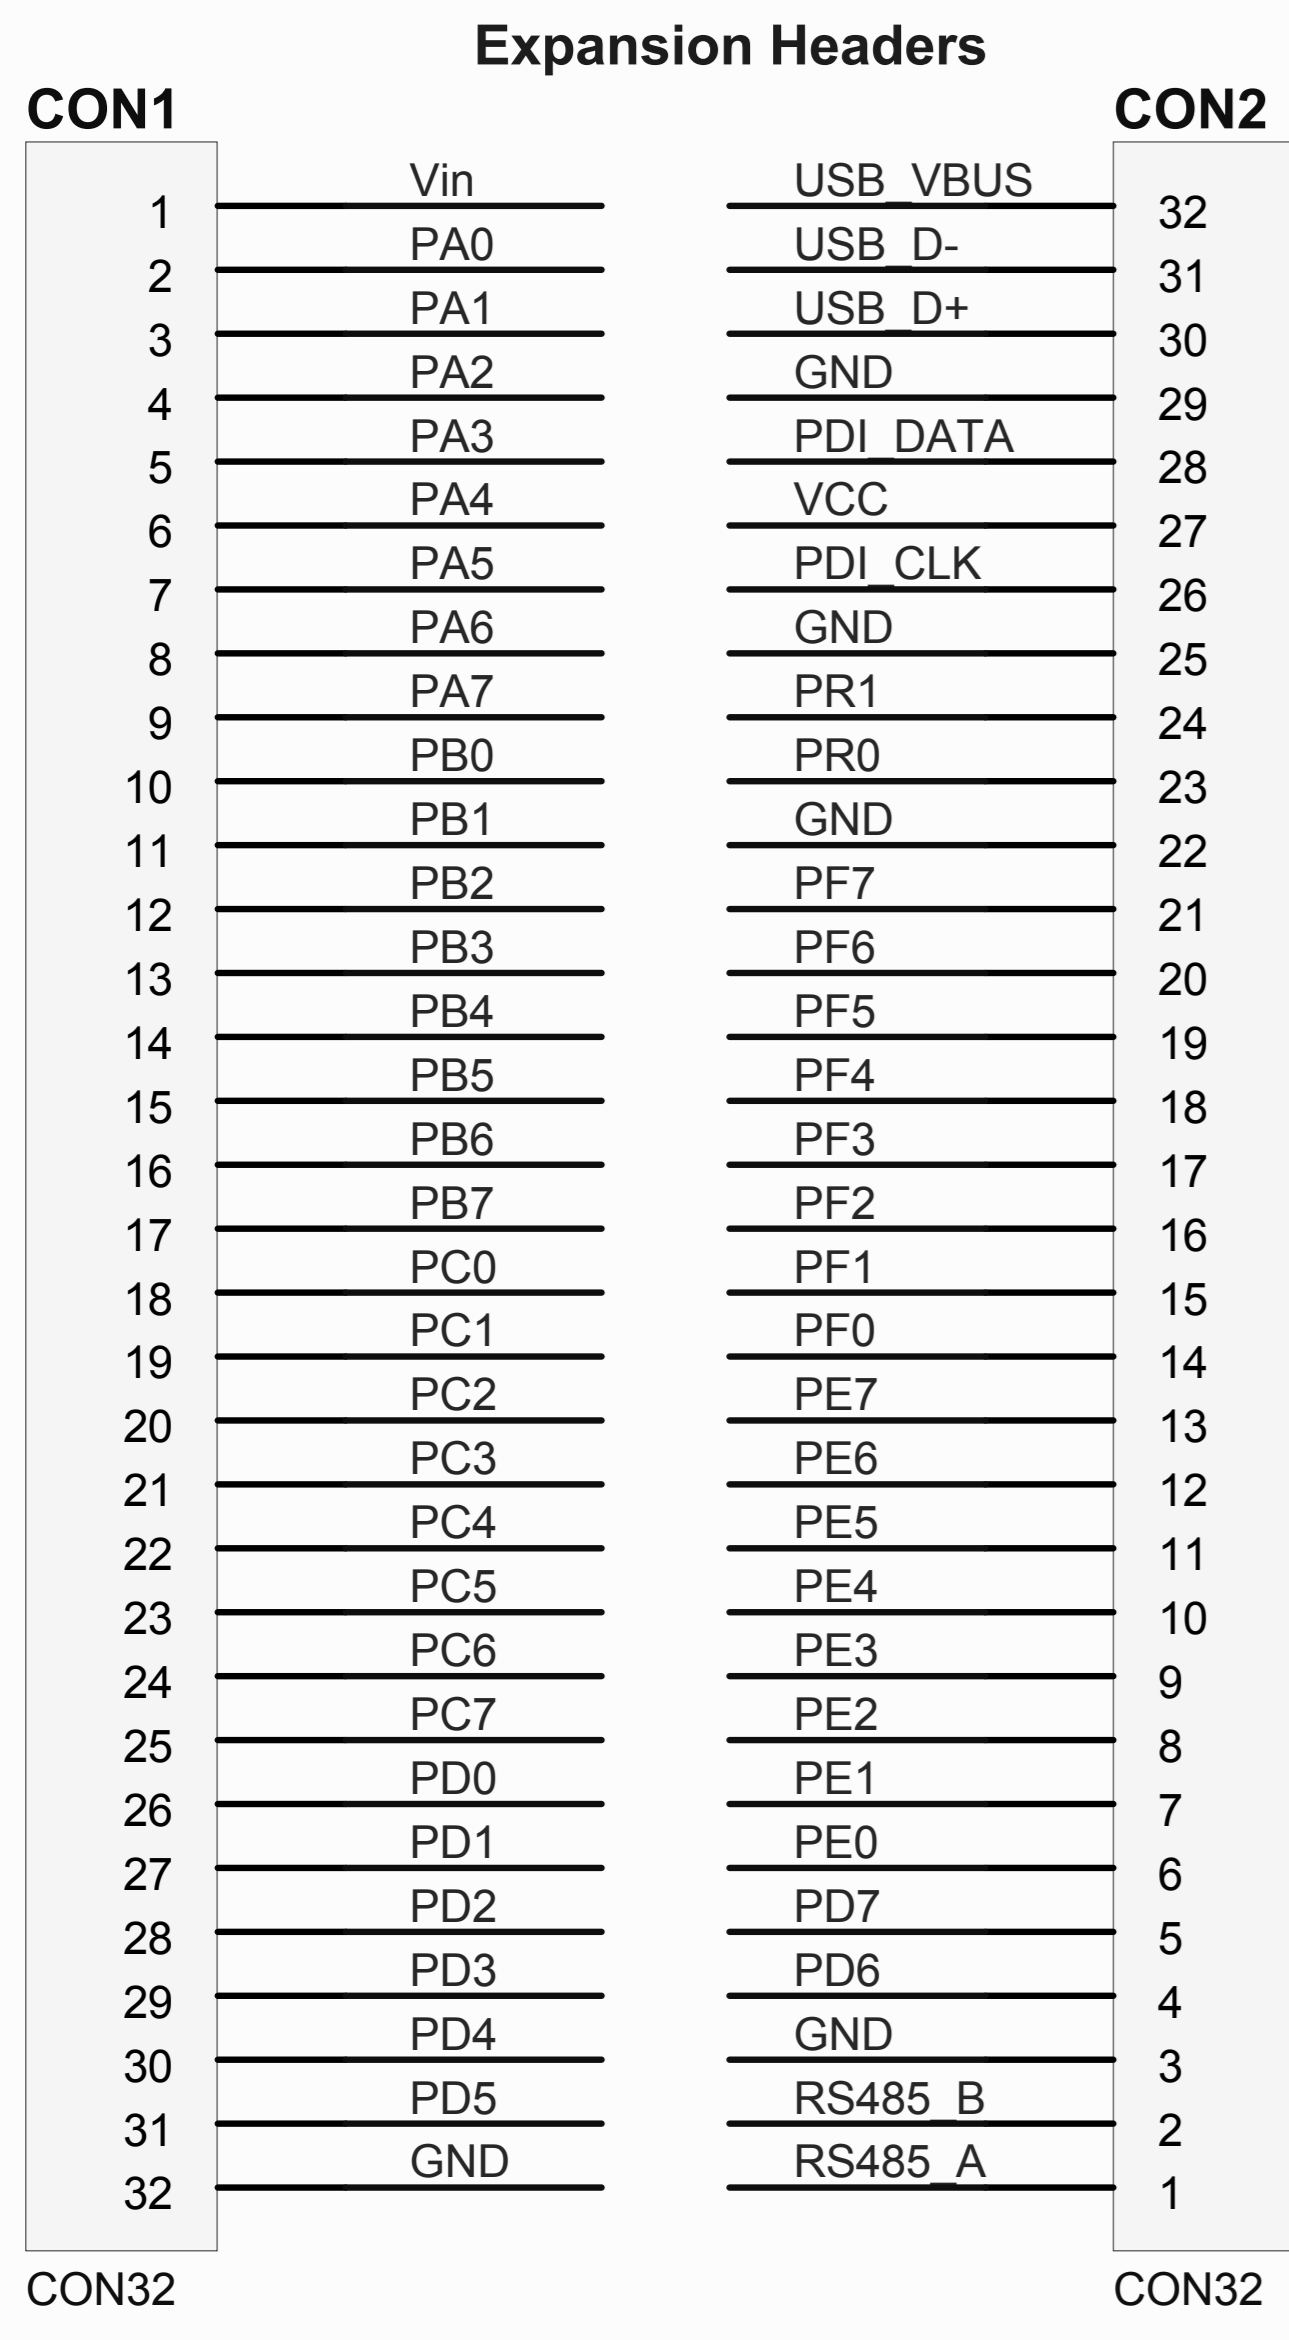 Expansion Headers
CON1 CON2
Vin USB_VBUS
1 32
PA0 USB_D-
2 31
PA1 USB_D+
3 30
PA2 GND
4 29
PA3 PDI_DATA
5 28
PA4 VCC
6 27
PA5 PDI_CLK
7 26
PA6 GND
8 25
PA7 PR1
9 24
PB0 PR0
10 23
PB1 GND
11 22
PB2 PF7
12 21
PB3 PF6
13 20
PB4 PF5
14 19
PB5 PF4
15 18
PB6 PF3
16 17
PB7 PF2
17 16
PC0 PF1
18 15
PC1 PF0
19 14
PC2 PE7
20 13
PC3 PE6
21 12
PC4 PE5
22 11
PC5 PE4
23 10
PC6 PE3
24 9
PC7 PE2
25 8
PD0 PE1
26 7
PD1 PE0
27 6
PD2 PD7
28 5
PD3 PD6
29 4
PD4 GND
30 3
PD5 RS485_B
31 2
GND RS485_A
32 1
CON32 CON32